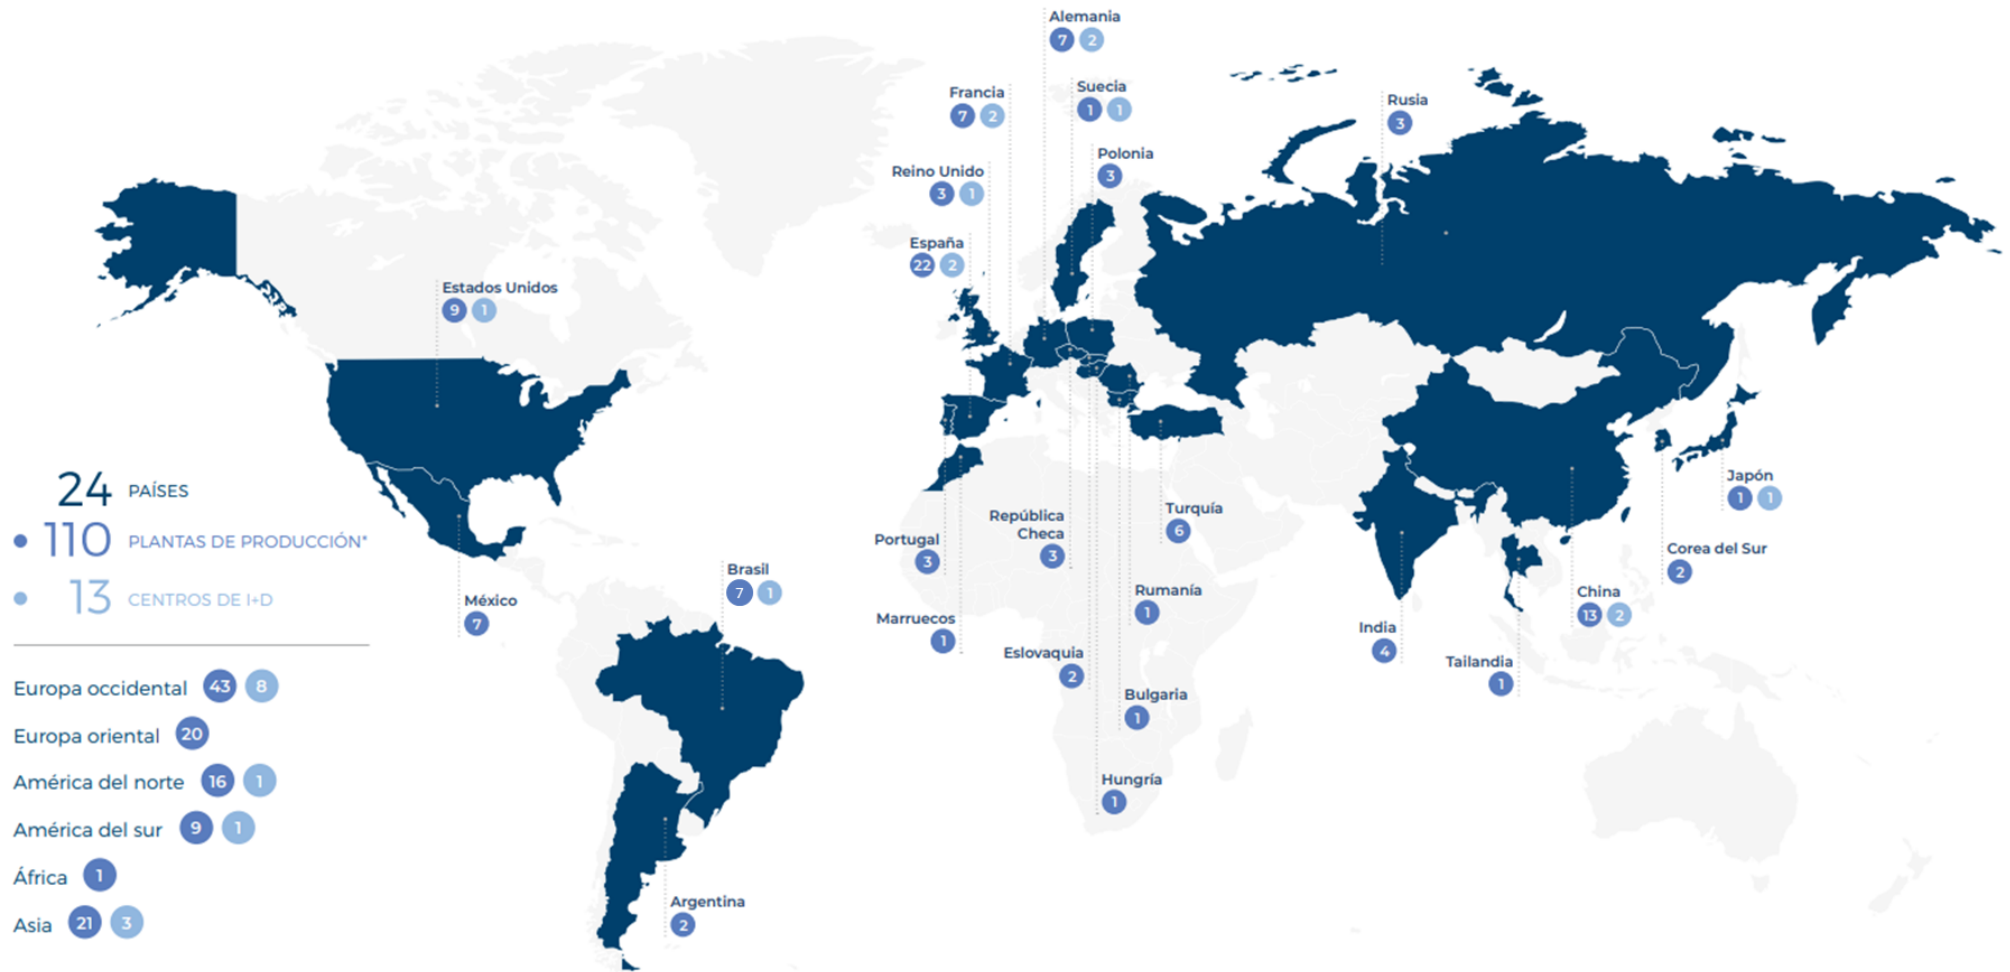 Alemania
7 2
Francia
7 2
Suecia
1 1
Rusia
3
Polonia
3
Reino Unido
3 1
España
22 2
Estados Unidos
9 1
24 PAÍSES
110 PLANTAS DE PRODUCCIÓN*
13 CENTROS DE I+D
Europa occidental 43 8
Europa oriental 20
América del norte 16 1
América del sur 9 1
África 1
Asia 21 3
México
7
Brasil
7 1
Argentina
2
Portugal
3
Marruecos
1
República
Checa
3
Eslovaquia
2
Turquía
6
Rumanía
1
Bulgaria
1
Hungría
1
India
4
Tailandia
1
China
13 2
Corea del Sur
2
Japón
1 1